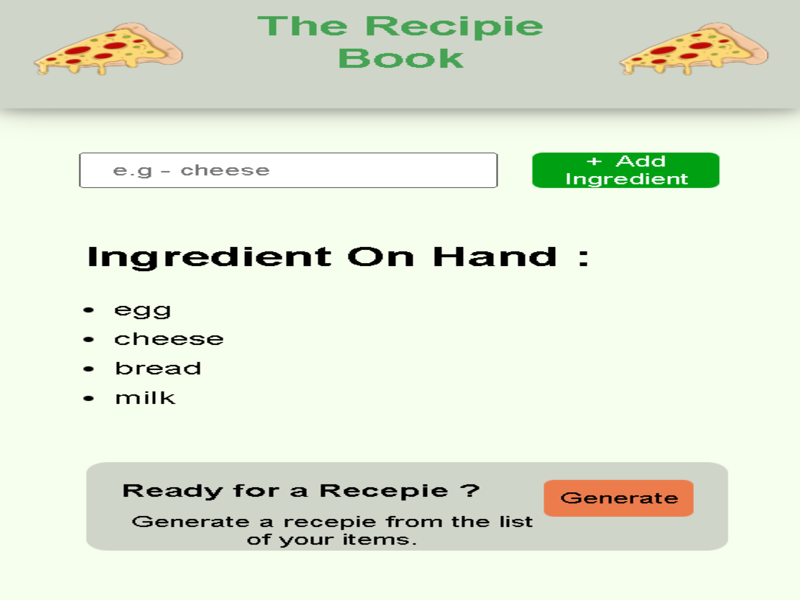 The Recipie
Book
e.g - cheese
+ Add
Ingredient
Ingredient On Hand :
egg
cheese
bread
milk
Ready for a Recepie ?
Generate
Generate a recepie from the list
of your items.